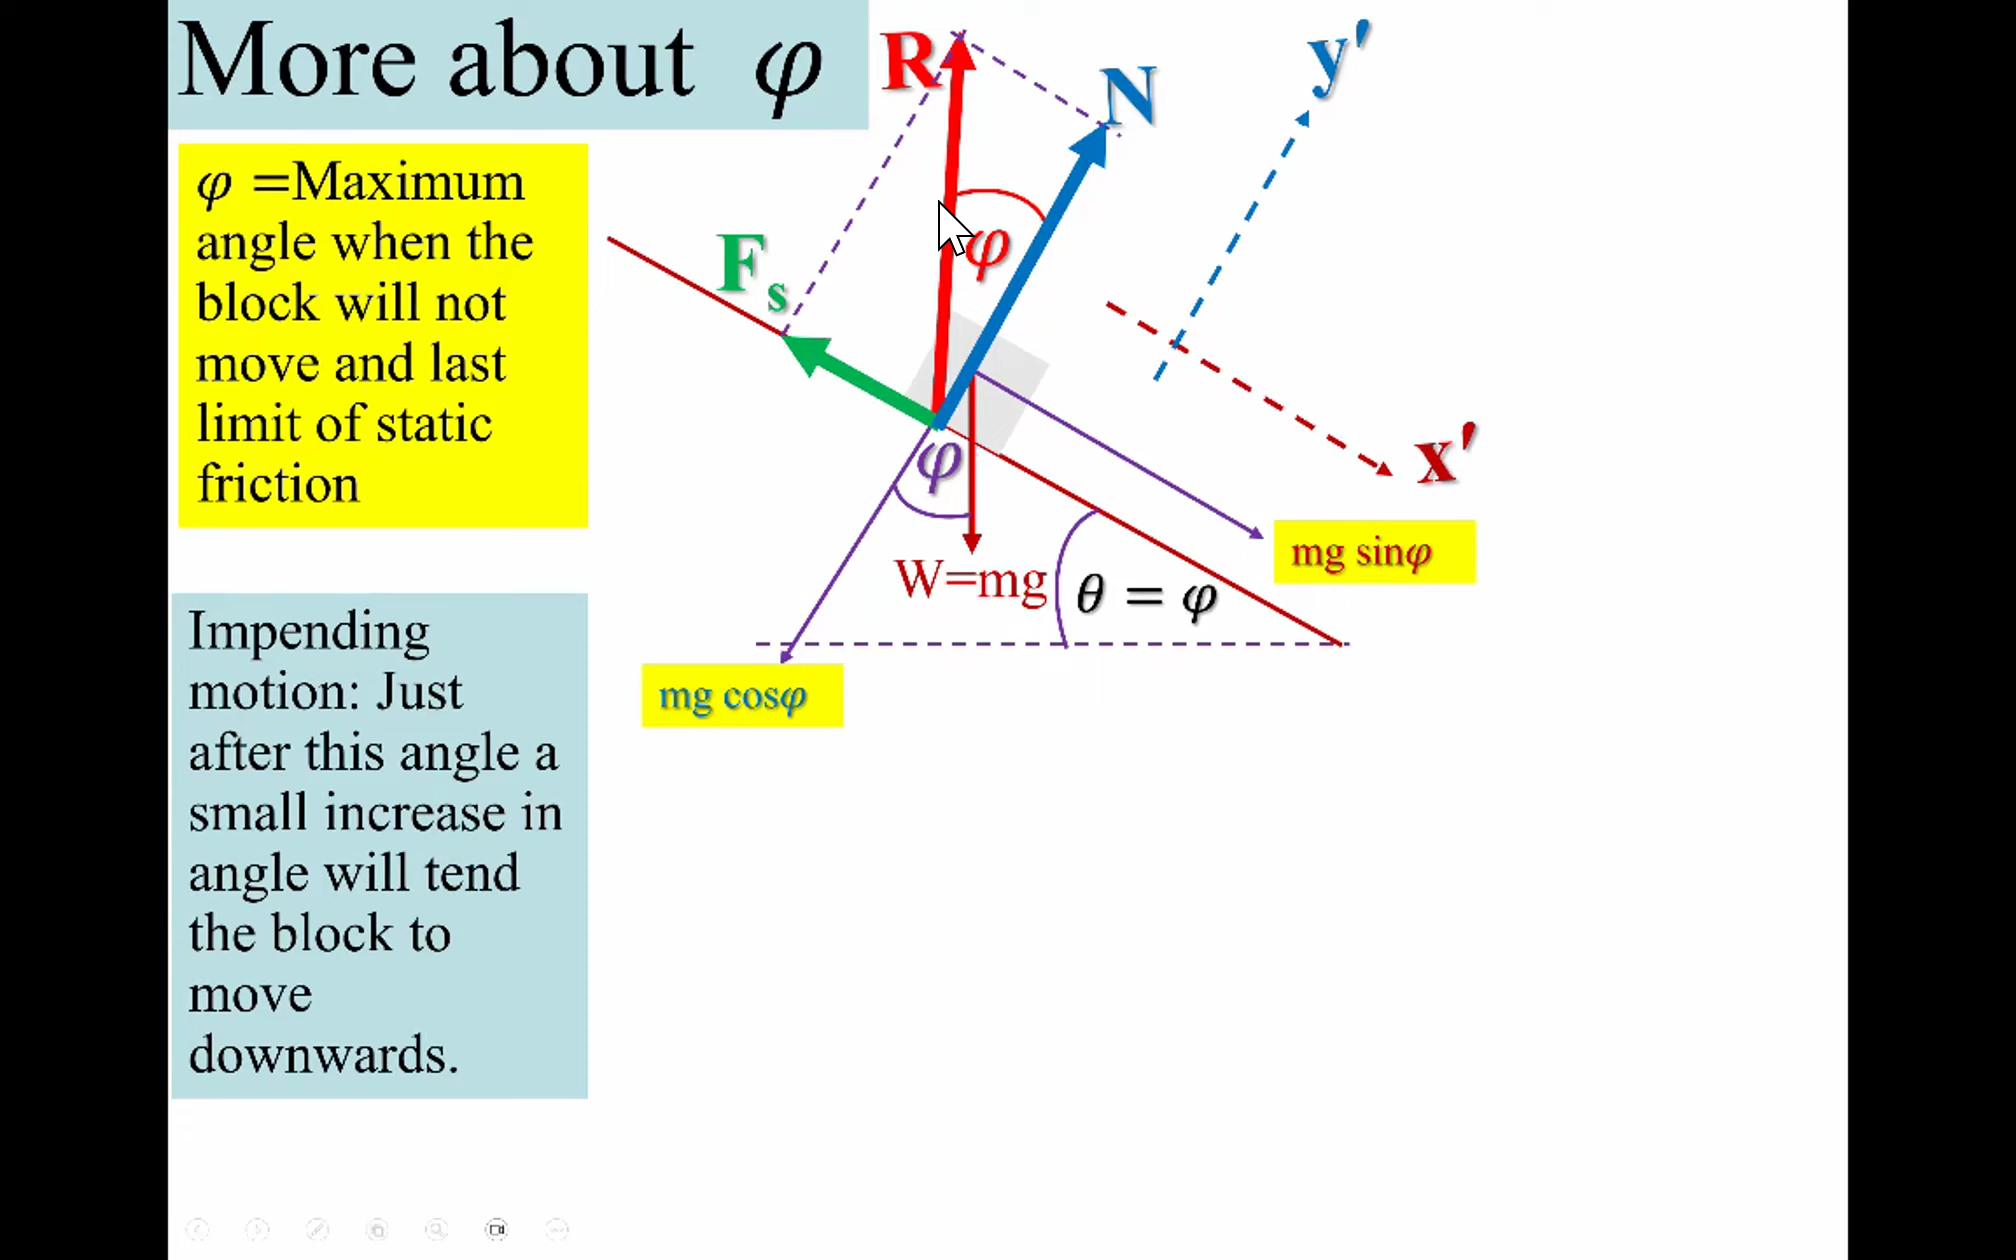 More about φ
φ =Maximum
angle when the
block will not
move and last
limit of static
friction
Impending
motion: Just
after this angle a
small increase in
angle will tend
the block to
move
downwards.
R
N
y′
F s
φ
φ
x′
mg sinφ
W=mg
θ = φ
mg cosφ